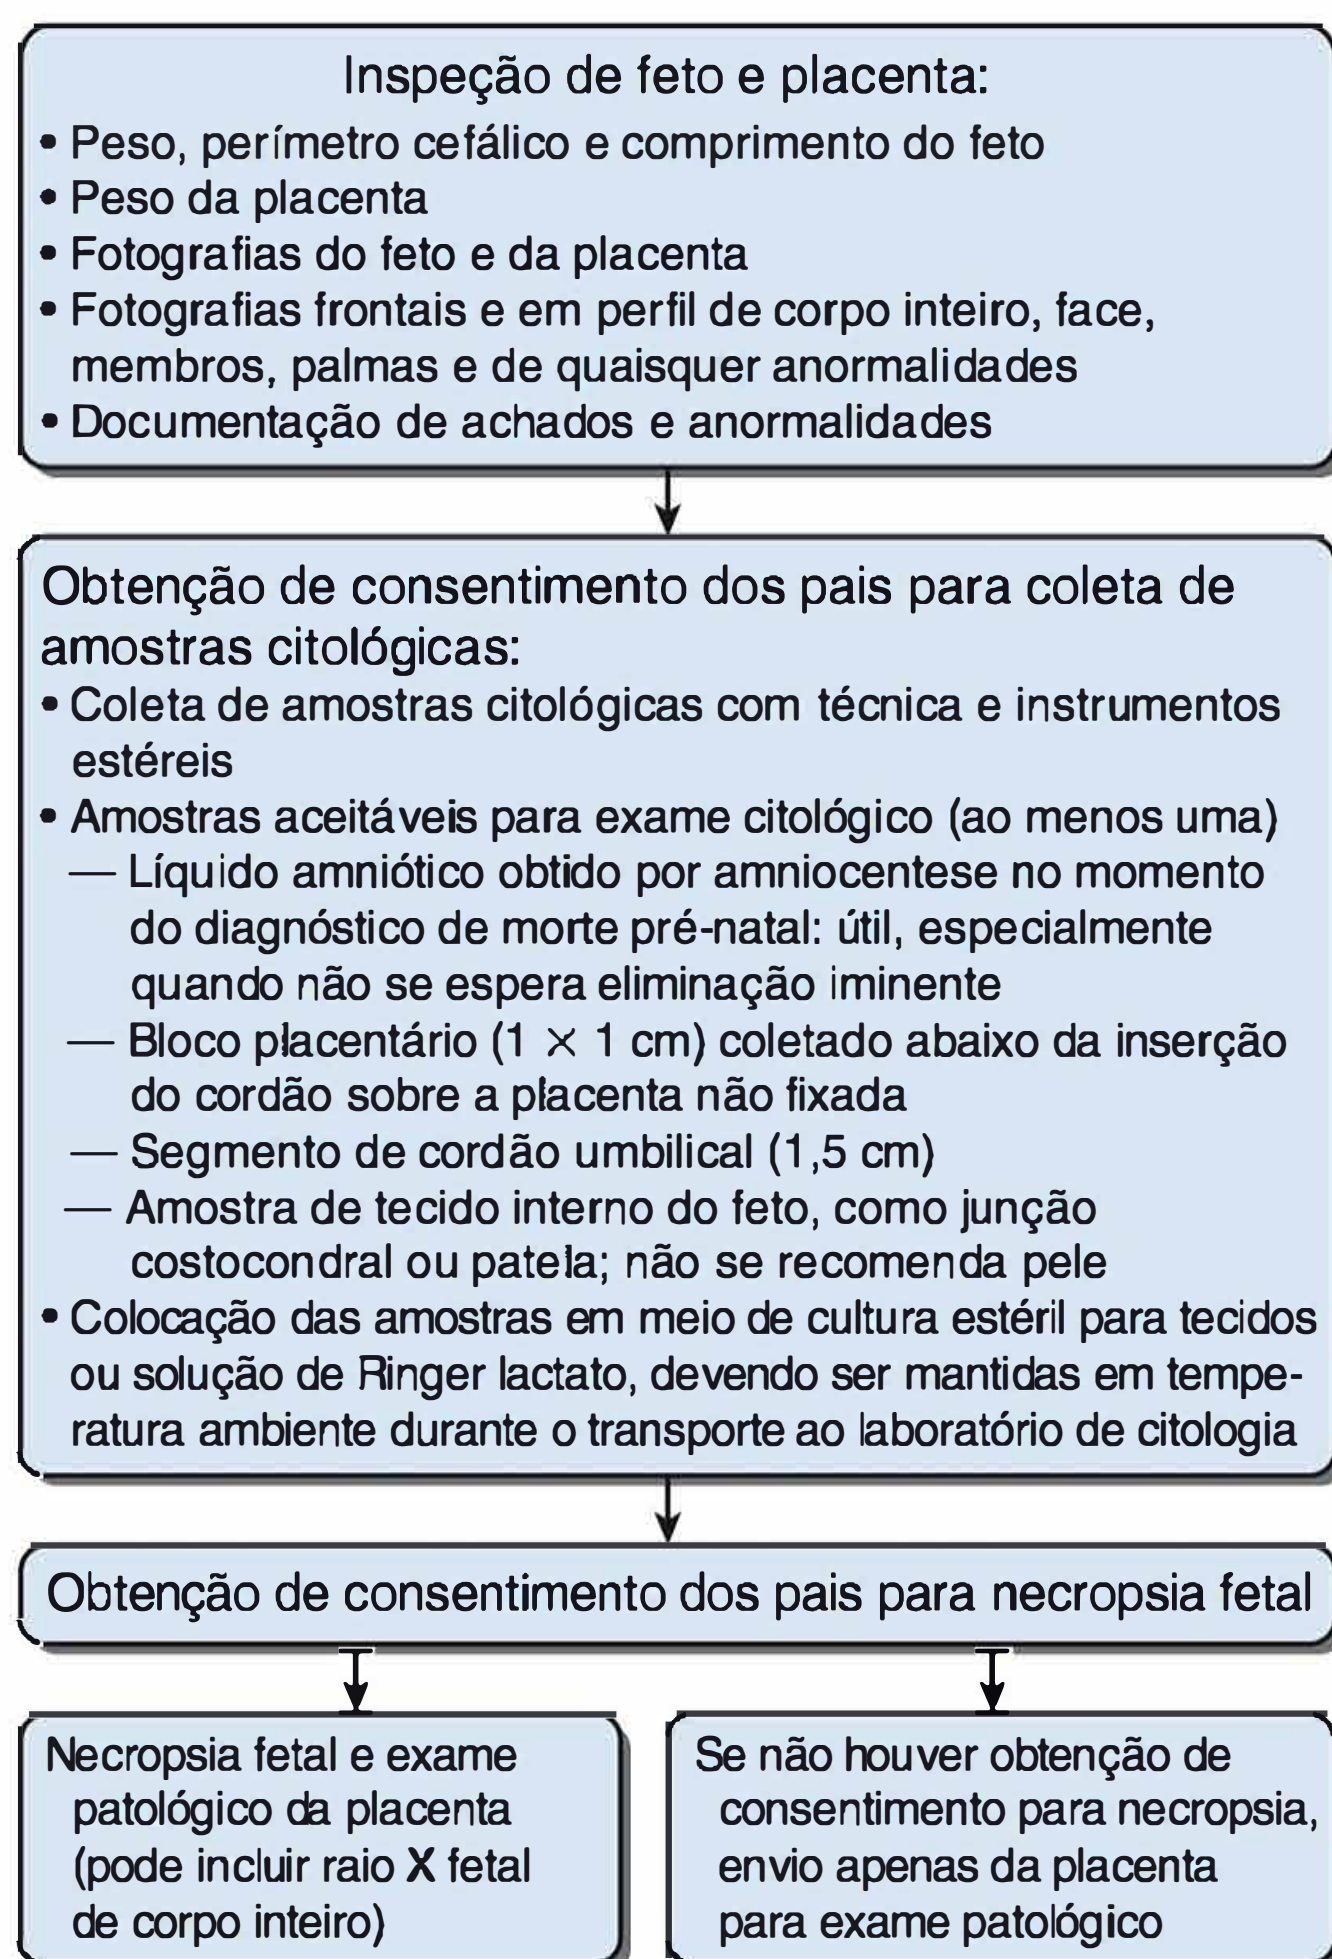 Inspeção de feto e placenta:
• Peso, perímetro cefálico e comprimento do feto
• Peso da placenta
• Fotografias do feto e da placenta
• Fotografias frontais e em perfil de corpo inteiro, face,
membros, palmas e de quaisquer anormalidades
• Documentação de achados e anormalidades
Obtenção de consentimento dos pais para coleta de
amostras citológicas:
• Coleta de amostras citológicas com técnica e instrumentos
estéreis
• Amostras aceitáveis para exame citológico (ao menos uma)
— Líquido amniótico obtido por amniocentese no momento
do diagnóstico de morte pré-natal: útil, especialmente
quando não se espera eliminação iminente
— Bloco placentário (1 × 1 cm) coletado abaixo da inserção
do cordão sobre a placenta não fixada
— Segmento de cordão umbilical (1,5 cm)
— Amostra de tecido interno do feto, como junção
costocondral ou patela; não se recomenda pele
• Colocação das amostras em meio de cultura estéril para tecidos
ou solução de Ringer lactato, devendo ser mantidas em tempe-
ratura ambiente durante o transporte ao laboratório de citologia
Obtenção de consentimento dos pais para necropsia fetal
Necropsia fetal e exame
patológico da placenta
(pode incluir raio X fetal
de corpo inteiro)
Se não houver obtenção de
consentimento para necropsia,
envio apenas da placenta
para exame patológico